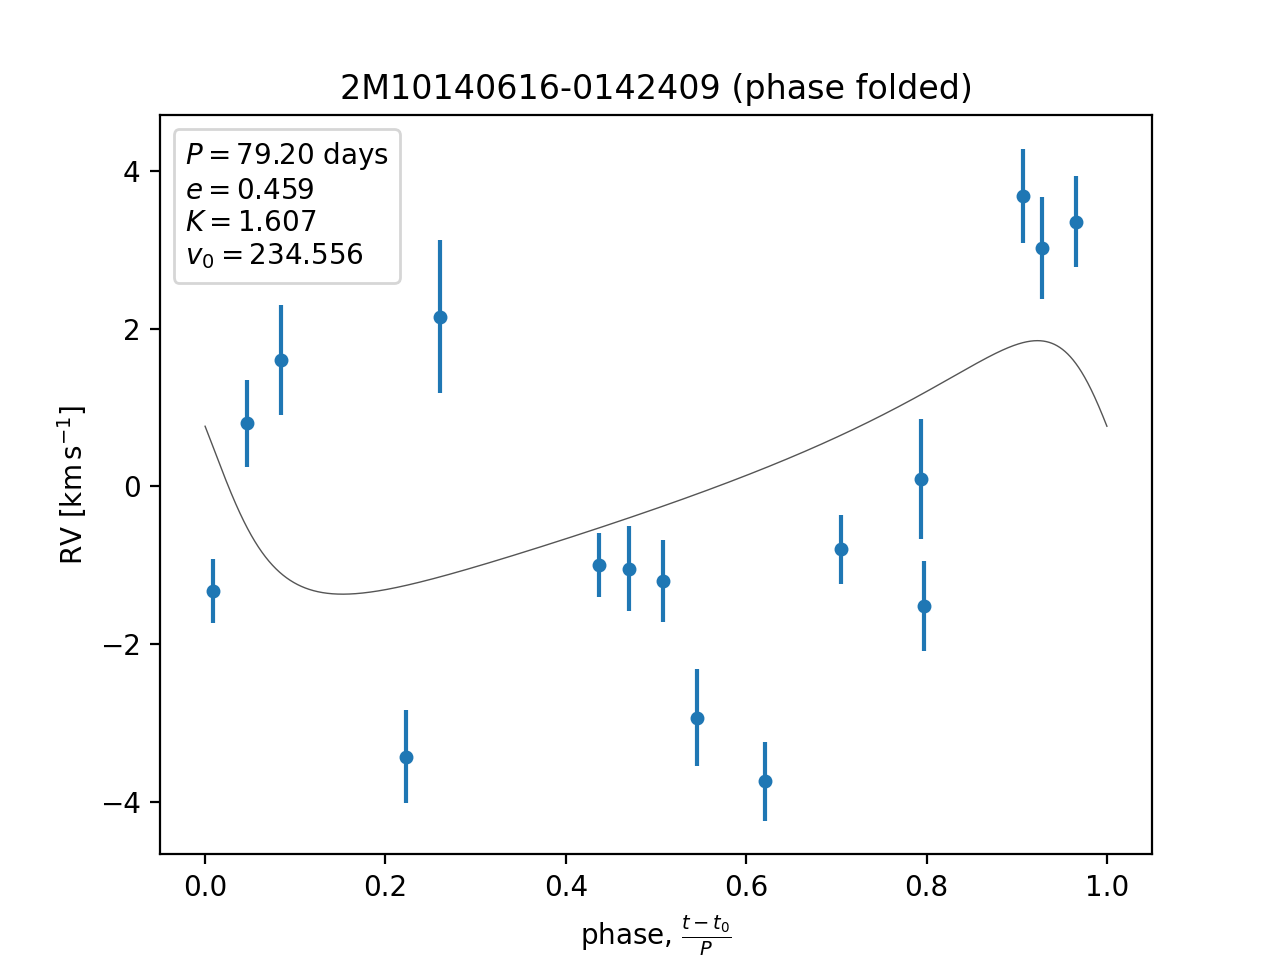 2M10140616-0142409 (phase folded)
P = 79.20 days
e = 0.459
K = 1.607
v₀ = 234.556
4
2
0
−2
−4
RV [km s⁻¹]
0.0 0.2 0.4 0.6 0.8 1.0
phase, (t − t₀)/P